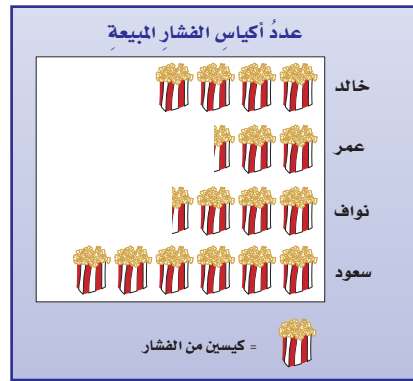 عددُ أكياسِ الفشارِ المبيعةِ
خالد
عمر
نواف
سعود
= كيسين من الفشار